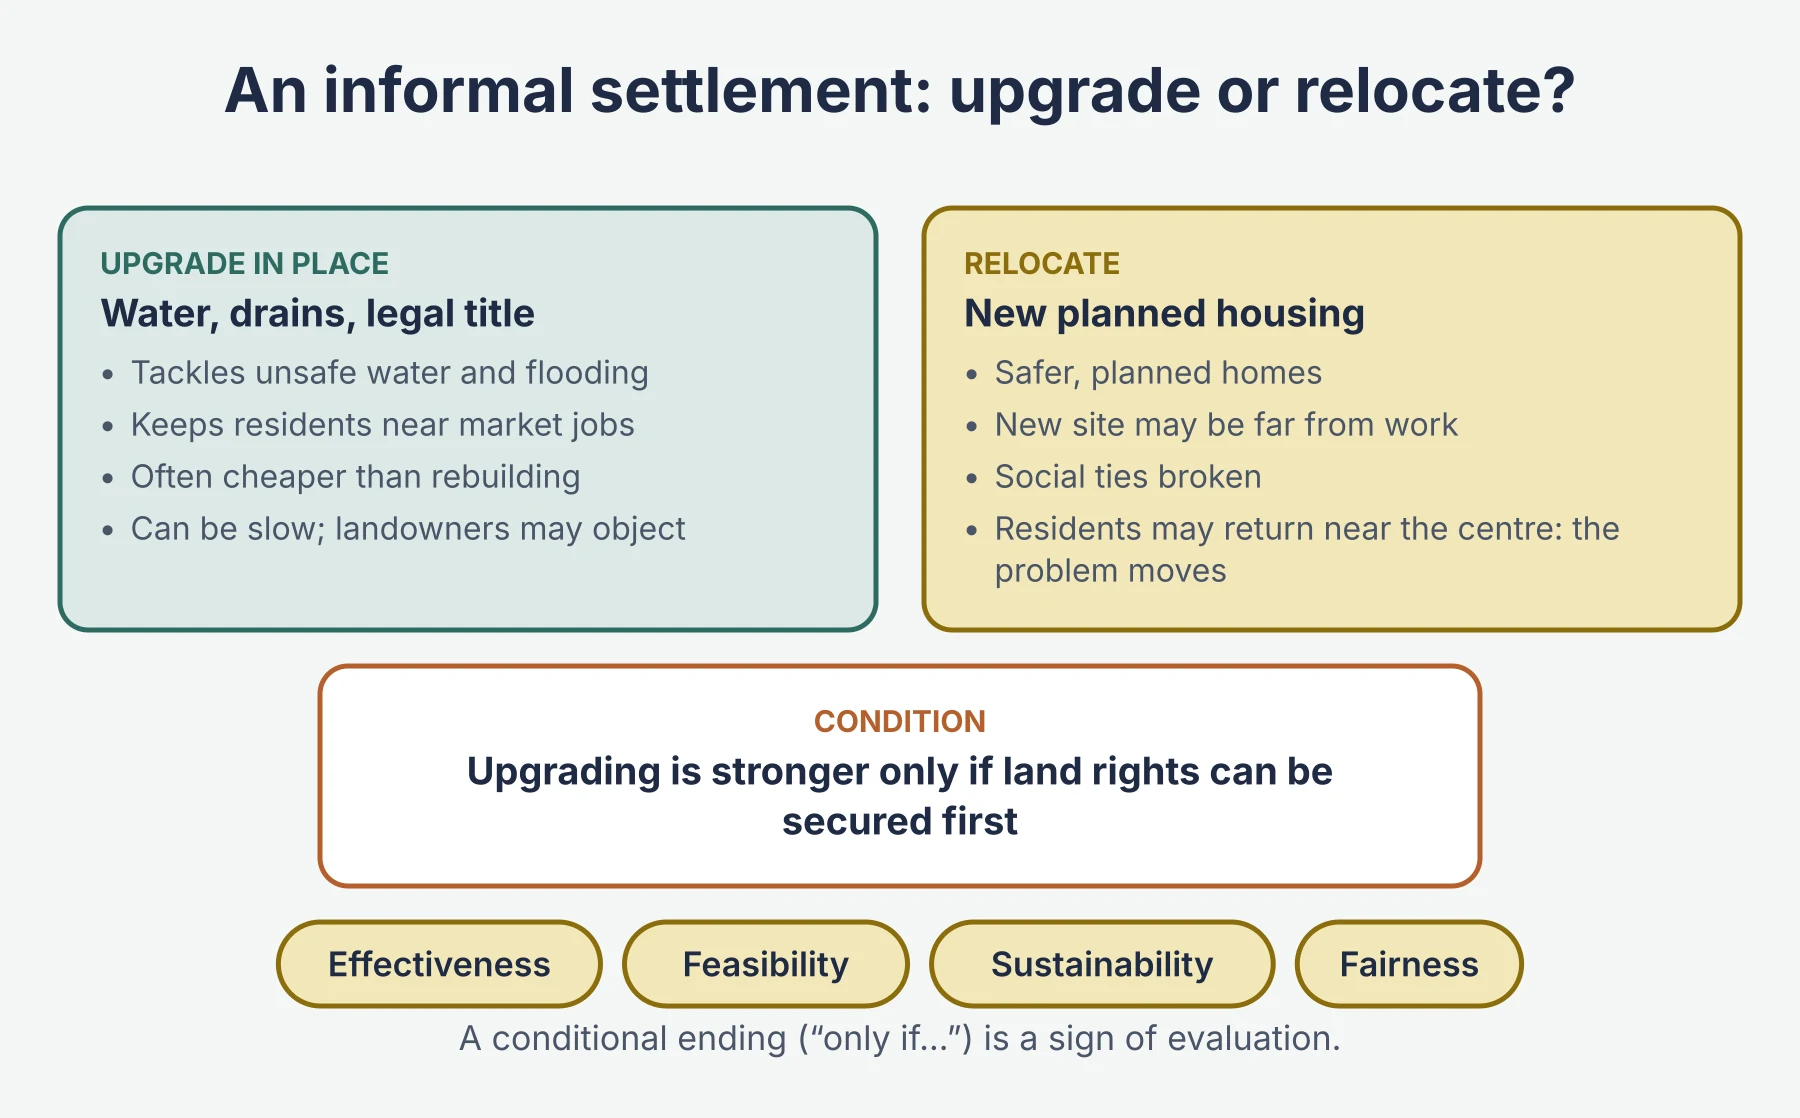 An informal settlement: upgrade or relocate?
UPGRADE IN PLACE
Water, drains, legal title
• Tackles unsafe water and flooding
• Keeps residents near market jobs
• Often cheaper than rebuilding
• Can be slow; landowners may object
RELOCATE
New planned housing
• Safer, planned homes
• New site may be far from work
• Social ties broken
• Residents may return near the centre: the
problem moves
CONDITION
Upgrading is stronger only if land rights can be
secured first
Effectiveness
Feasibility
Sustainability
Fairness
A conditional ending (“only if…”) is a sign of evaluation.